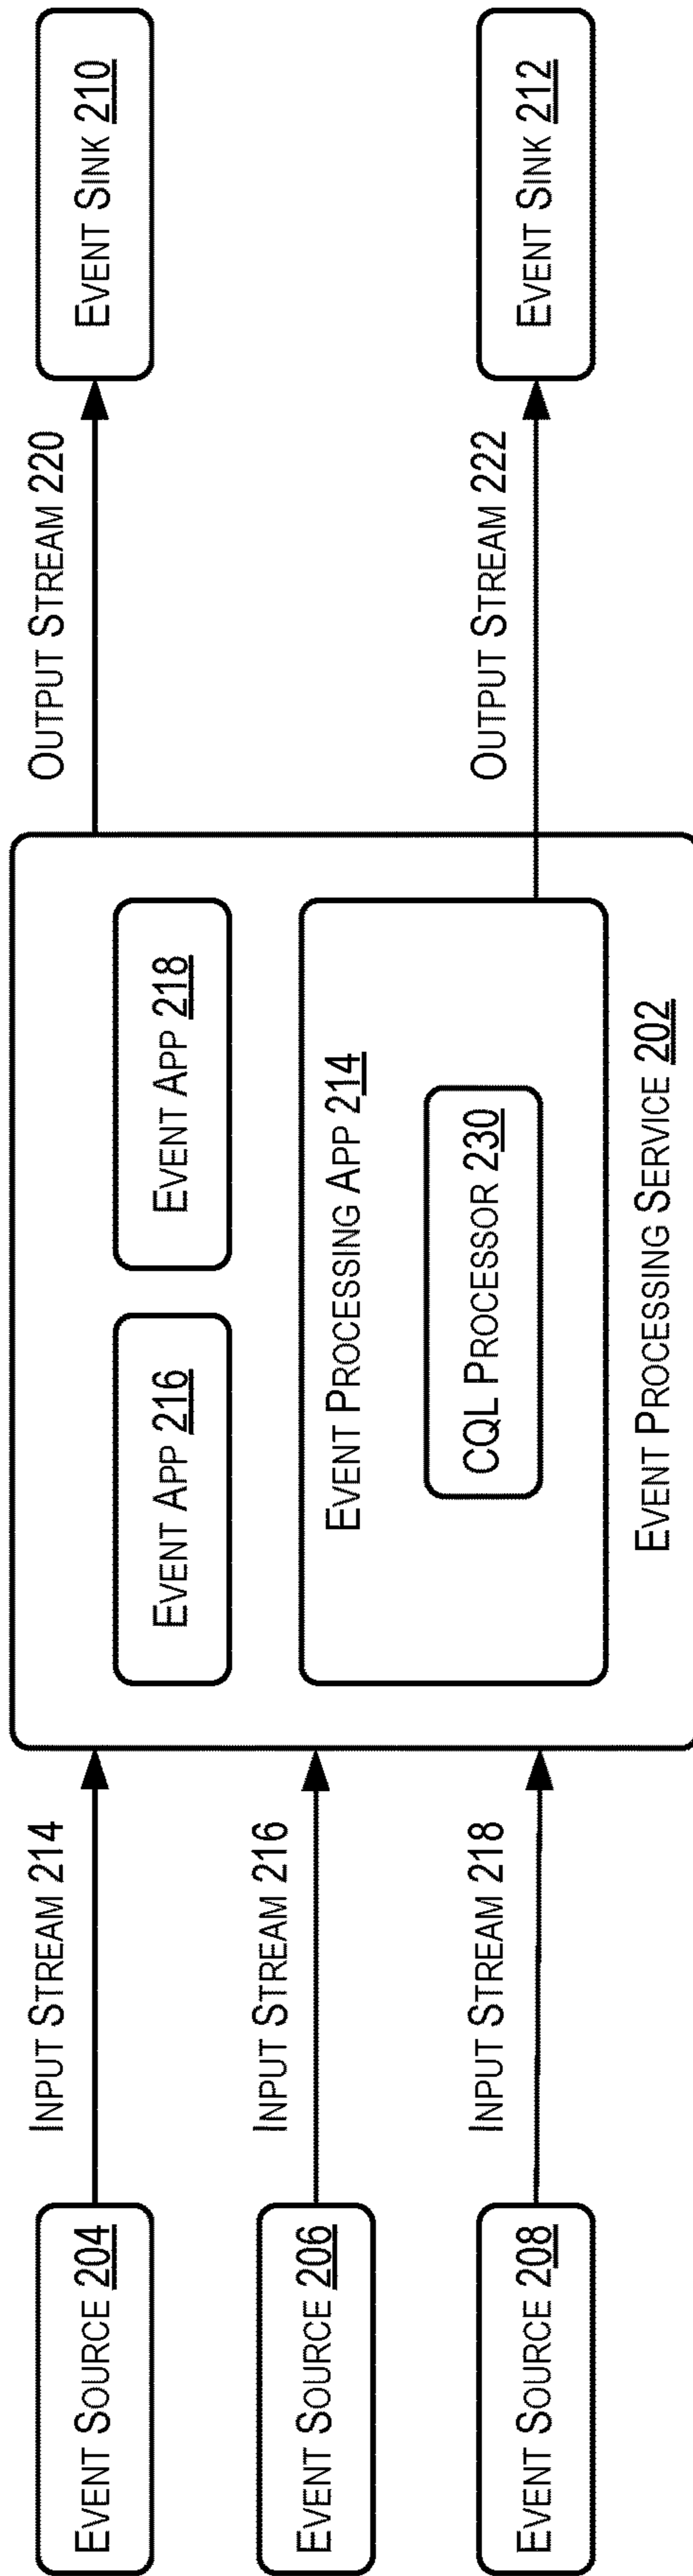 EVENT SOURCE 204
EVENT SOURCE 206
EVENT SOURCE 208
INPUT STREAM 214
INPUT STREAM 216
INPUT STREAM 218
EVENT APP 216
EVENT APP 218
EVENT PROCESSING APP 214
CQL PROCESSOR 230
EVENT PROCESSING SERVICE 202
OUTPUT STREAM 220
OUTPUT STREAM 222
EVENT SINK 210
EVENT SINK 212